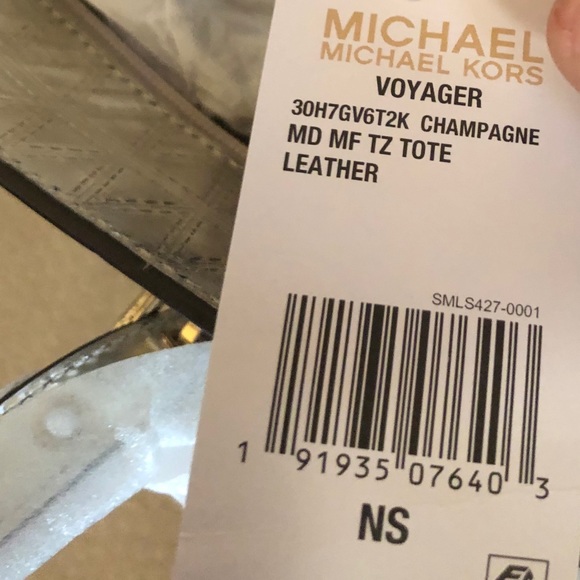 MICHAEL
MICHAEL KORS
VOYAGER
30H7GV6T2K CHAMPAGNE
MD MF TZ TOTE
LEATHER
SMLS427-0001
1 91935 07640 3
NS